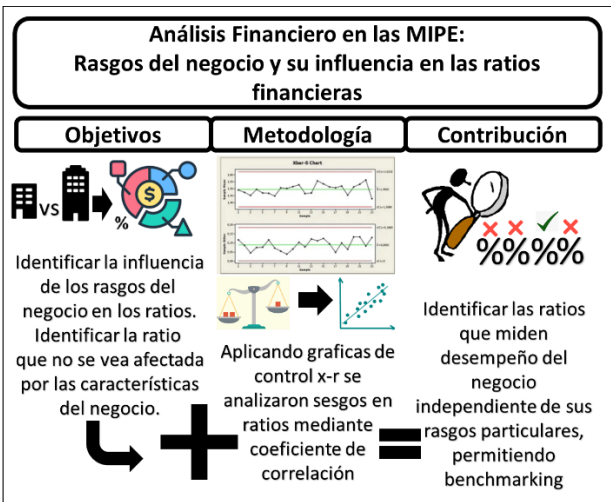 Análisis Financiero en las MIPE:
Rasgos del negocio y su influencia en las ratios
financieras
Objetivos
Metodología
Contribución
VS
$
%
Identificar la influencia
de los rasgos del
negocio en los ratios.
Identificar la ratio
que no se vea afectada
por las características
del negocio.
Aplicando graficas de
control x-r se
analizaron sesgos en
ratios mediante
coeficiente de
correlación
%%%%
Identificar las ratios
que miden
desempeño del
negocio
independiente de sus
rasgos particulares,
permitiendo
benchmarking